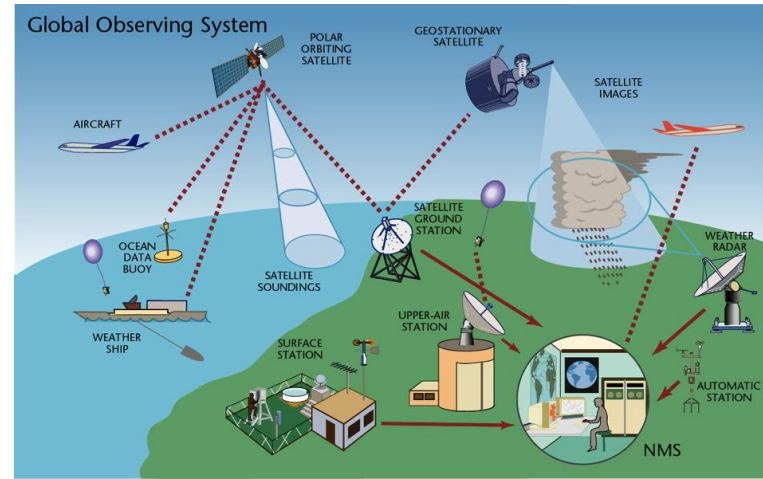 Global Observing System
POLAR
ORBITING
SATELLITE
GEOSTATIONARY
SATELLITE
SATELLITE
IMAGES
AIRCRAFT
OCEAN
DATA
BUOY
SATELLITE
SOUNDINGS
SATELLITE
GROUND
STATION
WEATHER
RADAR
WEATHER
SHIP
UPPER-AIR
STATION
SURFACE
STATION
AUTOMATIC
STATION
NMS